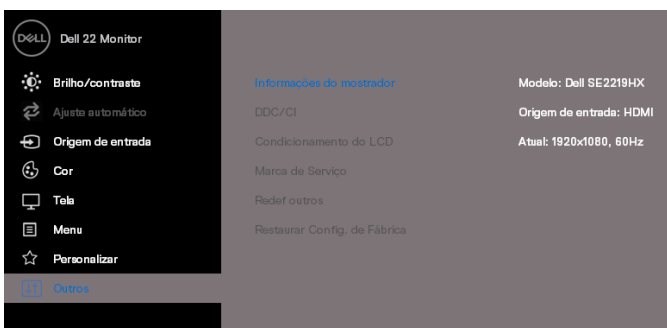 DELL Dell 22 Monitor
Brilho/contraste
Ajuste automático
Origem de entrada
Cor
Tela
Menu
Personalizar
Outros
Informações do mostrador
DDC/CI
Condicionamento do LCD
Marca de Serviço
Redef outros
Restaurar Config. de Fábrica
Modelo: Dell SE2219HX
Origem de entrada: HDMI
Atual: 1920x1080, 60Hz